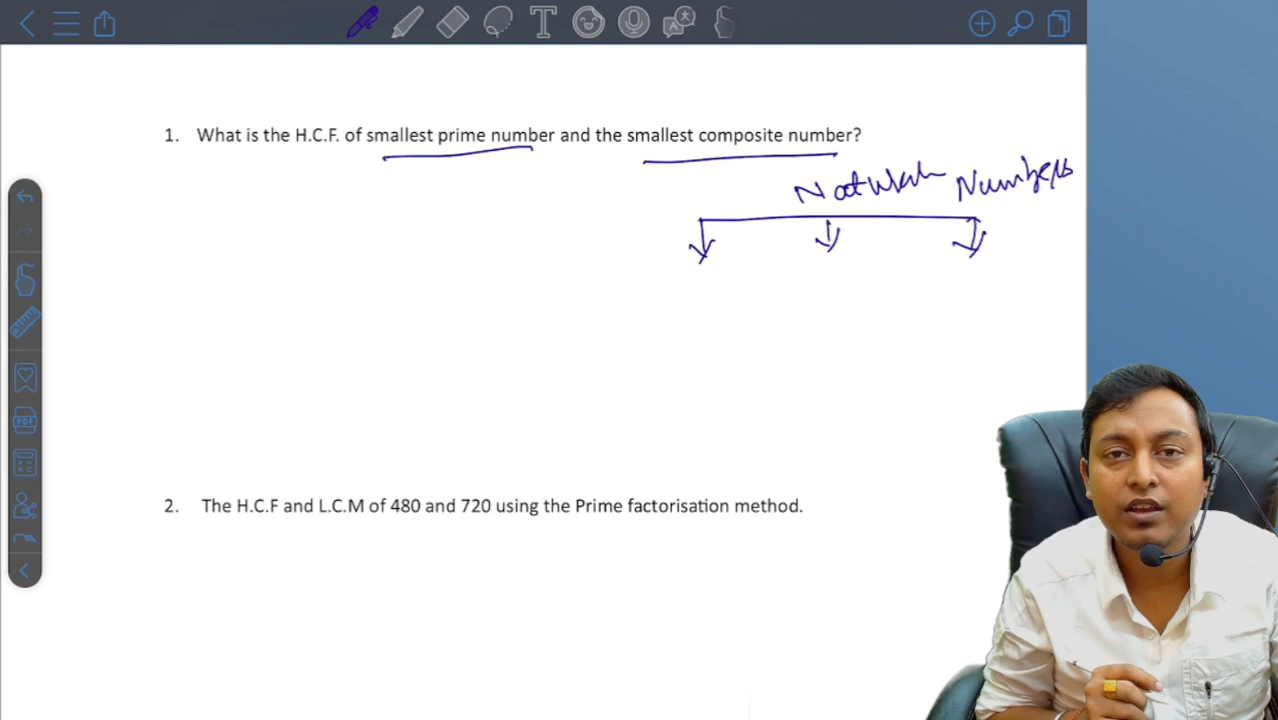 1. What is the H.C.F. of smallest prime number and the smallest composite number?
Natural Numbers
2. The H.C.F and L.C.M of 480 and 720 using the Prime factorisation method.
T
A
PDF